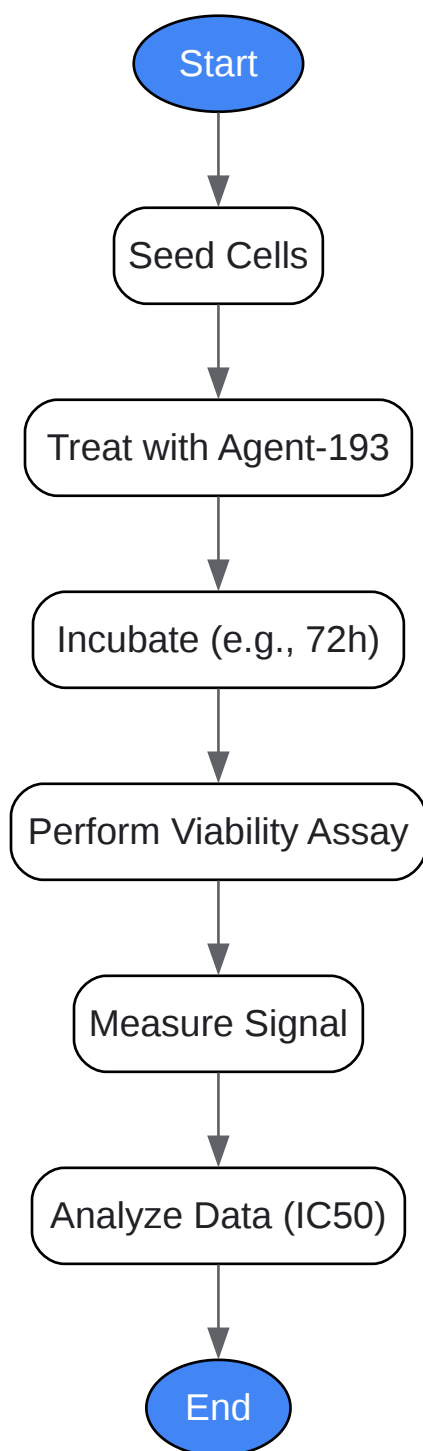 Start
Seed Cells
Treat with Agent-193
Incubate (e.g., 72h)
Perform Viability Assay
Measure Signal
Analyze Data (IC50)
End